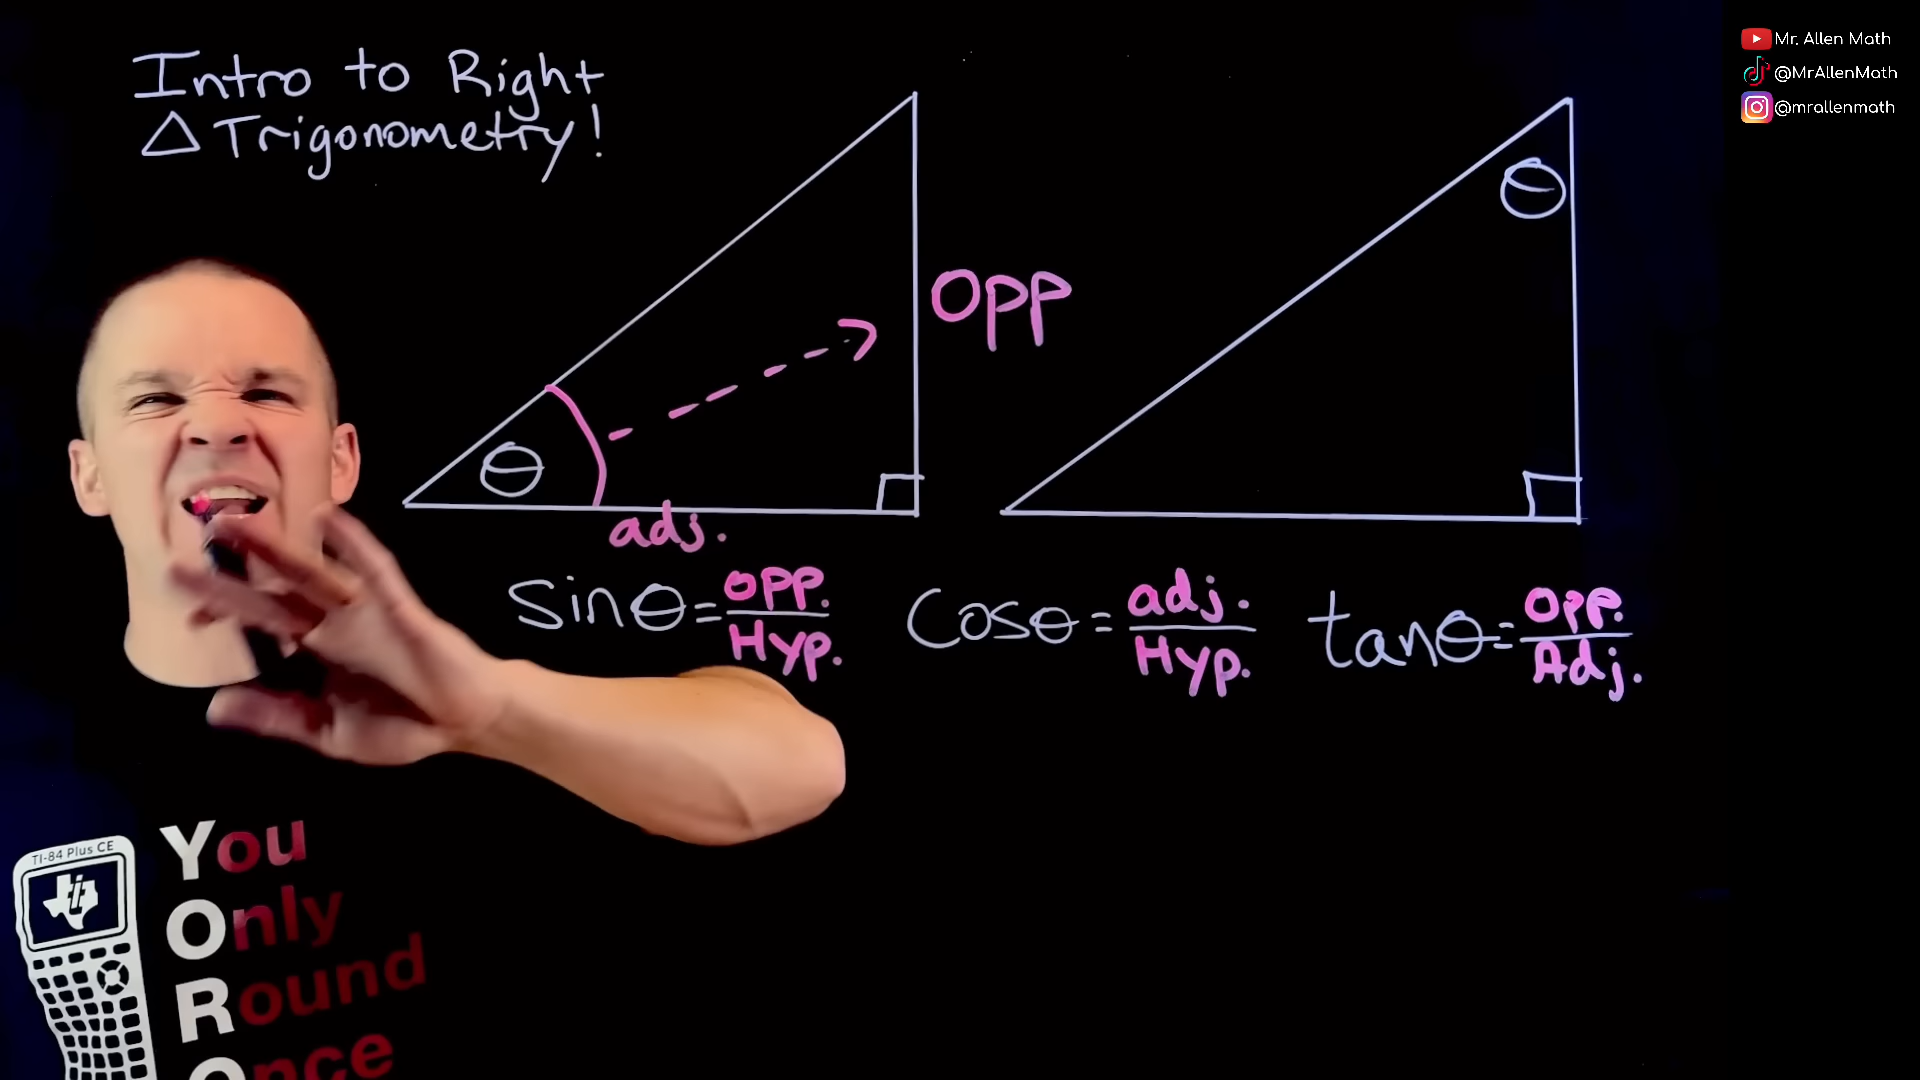 Intro to Right
△ Trigonometry!
Mr. Allen Math
@MrAllenMath
@mrallenmath
θ
Opp
θ
adj.
sinθ = opp. / Hyp.
cosθ = adj. / Hyp.
tanθ = Opp. / Adj.
TI-84 Plus CE
You
Only
Round
Once